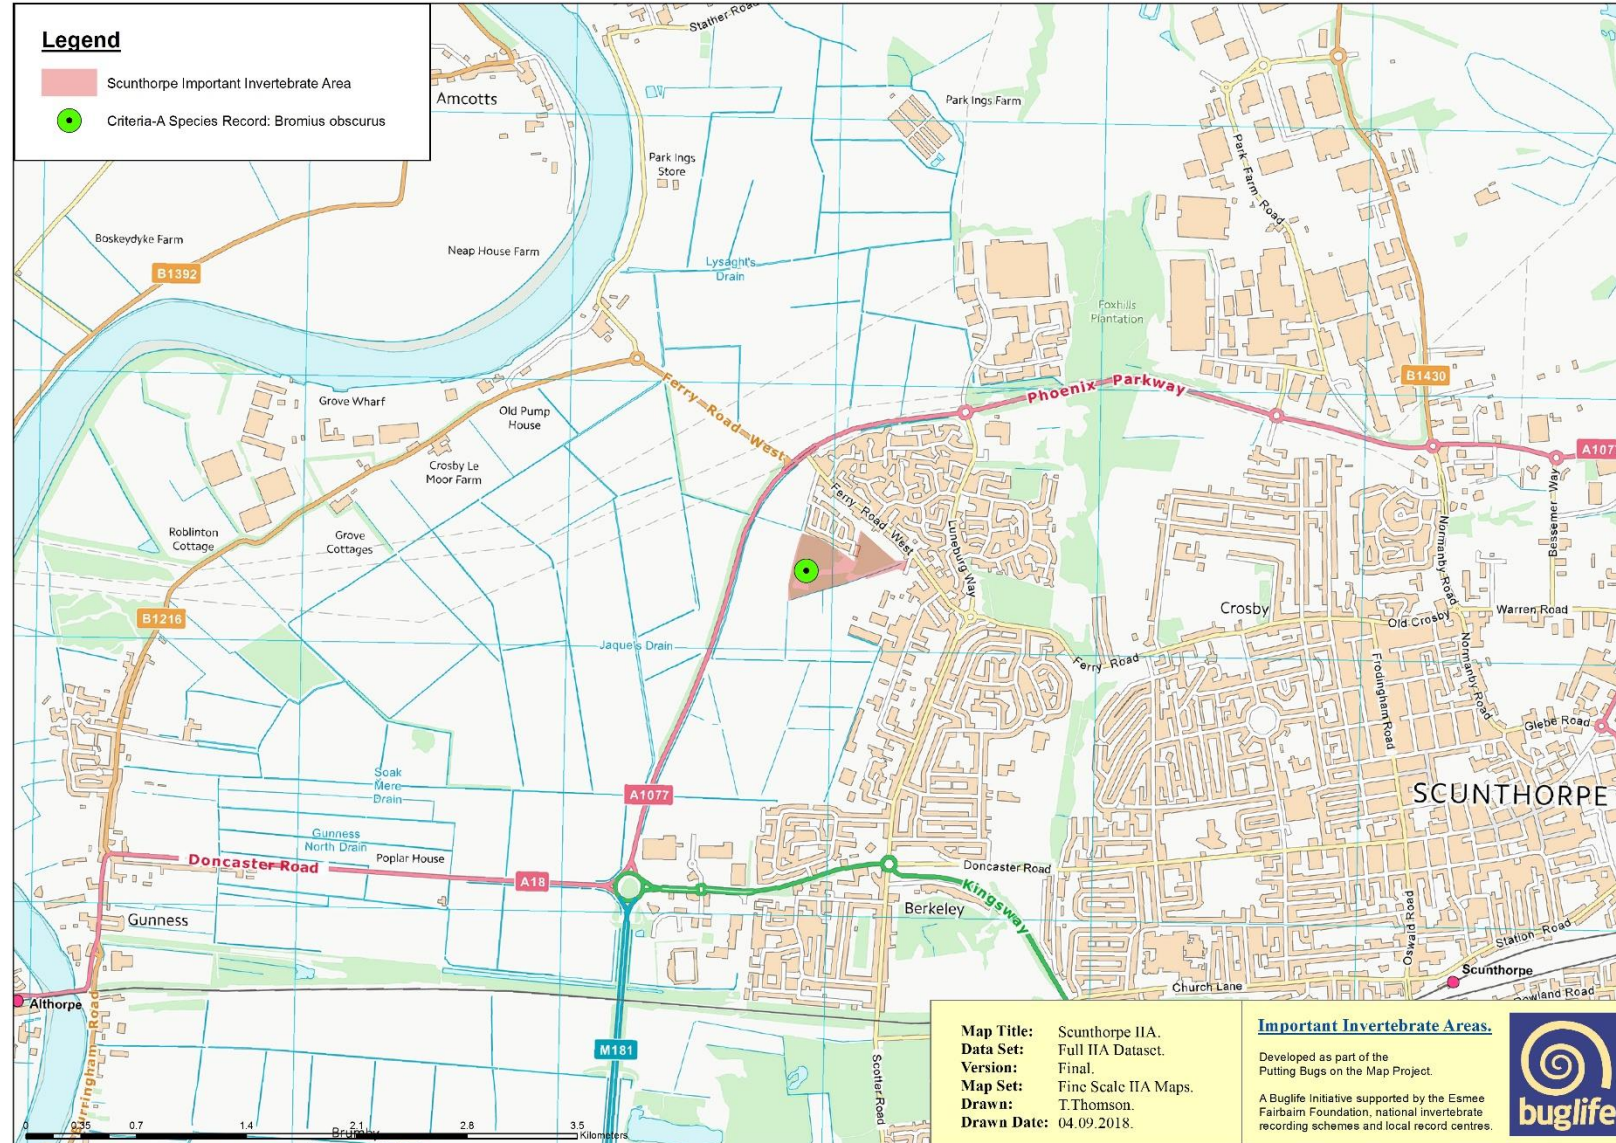 Legend
Scunthorpe Important Invertebrate Area
Criteria-A Species Record: Bromius obscurus
Stather Road
Amcotts
Park Ings Farm
Park Ings
Store
Park Farm Road
Boskeydyke Farm
Neap House Farm
B1392
Lysaght's
Drain
Foxhills
Plantation
B1430
Phoenix Parkway
Ferry Road West
Grove Wharf
Old Pump
House
A107
Crosby Le
Moor Farm
Ferry Road West
Luneburg Way
Normanby Road
Bessemer Way
Roblinton
Cottage
Grove
Cottages
B1216
Crosby
Old Crosby
Warren Road
Jaque's Drain
Ferry Road
Frodingham Road
Normanby Road
Glebe Road
Soak
Mere
Drain
A1077
SCUNTHORPE
Gunness
North Drain
Poplar House
Doncaster Road
A18
Doncaster Road
Kingsway
Berkeley
Gunness
Oswald Road
Station Road
Scunthorpe
Church Lane
Rowland Road
Althorpe
Burringham Road
M181
Scotter Road
Brumby
0 0.35 0.7 1.4 2.1 2.8 3.5
Kilometers
Map Title: Scunthorpe IIA.
Data Set: Full IIA Dataset.
Version: Final.
Map Set: Fine Scale IIA Maps.
Drawn: T.Thomson.
Drawn Date: 04.09.2018.
Important Invertebrate Areas.
Developed as part of the
Putting Bugs on the Map Project.
A Buglife Initiative supported by the Esmee
Fairbairn Foundation, national invertebrate
recording schemes and local record centres.
buglife